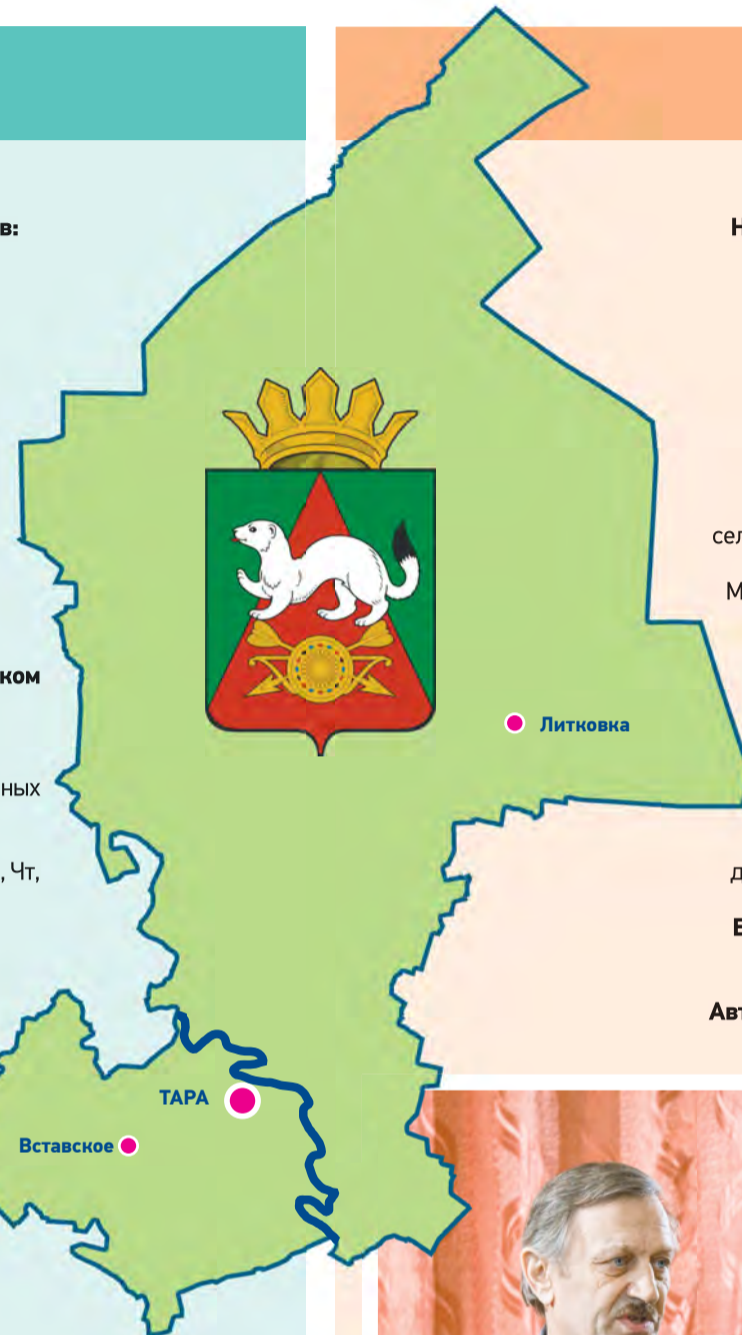 в:
ком
ных
, Чт,
Н
сел
М
Литковка
д
В
Авт
ТАРА
Вставское